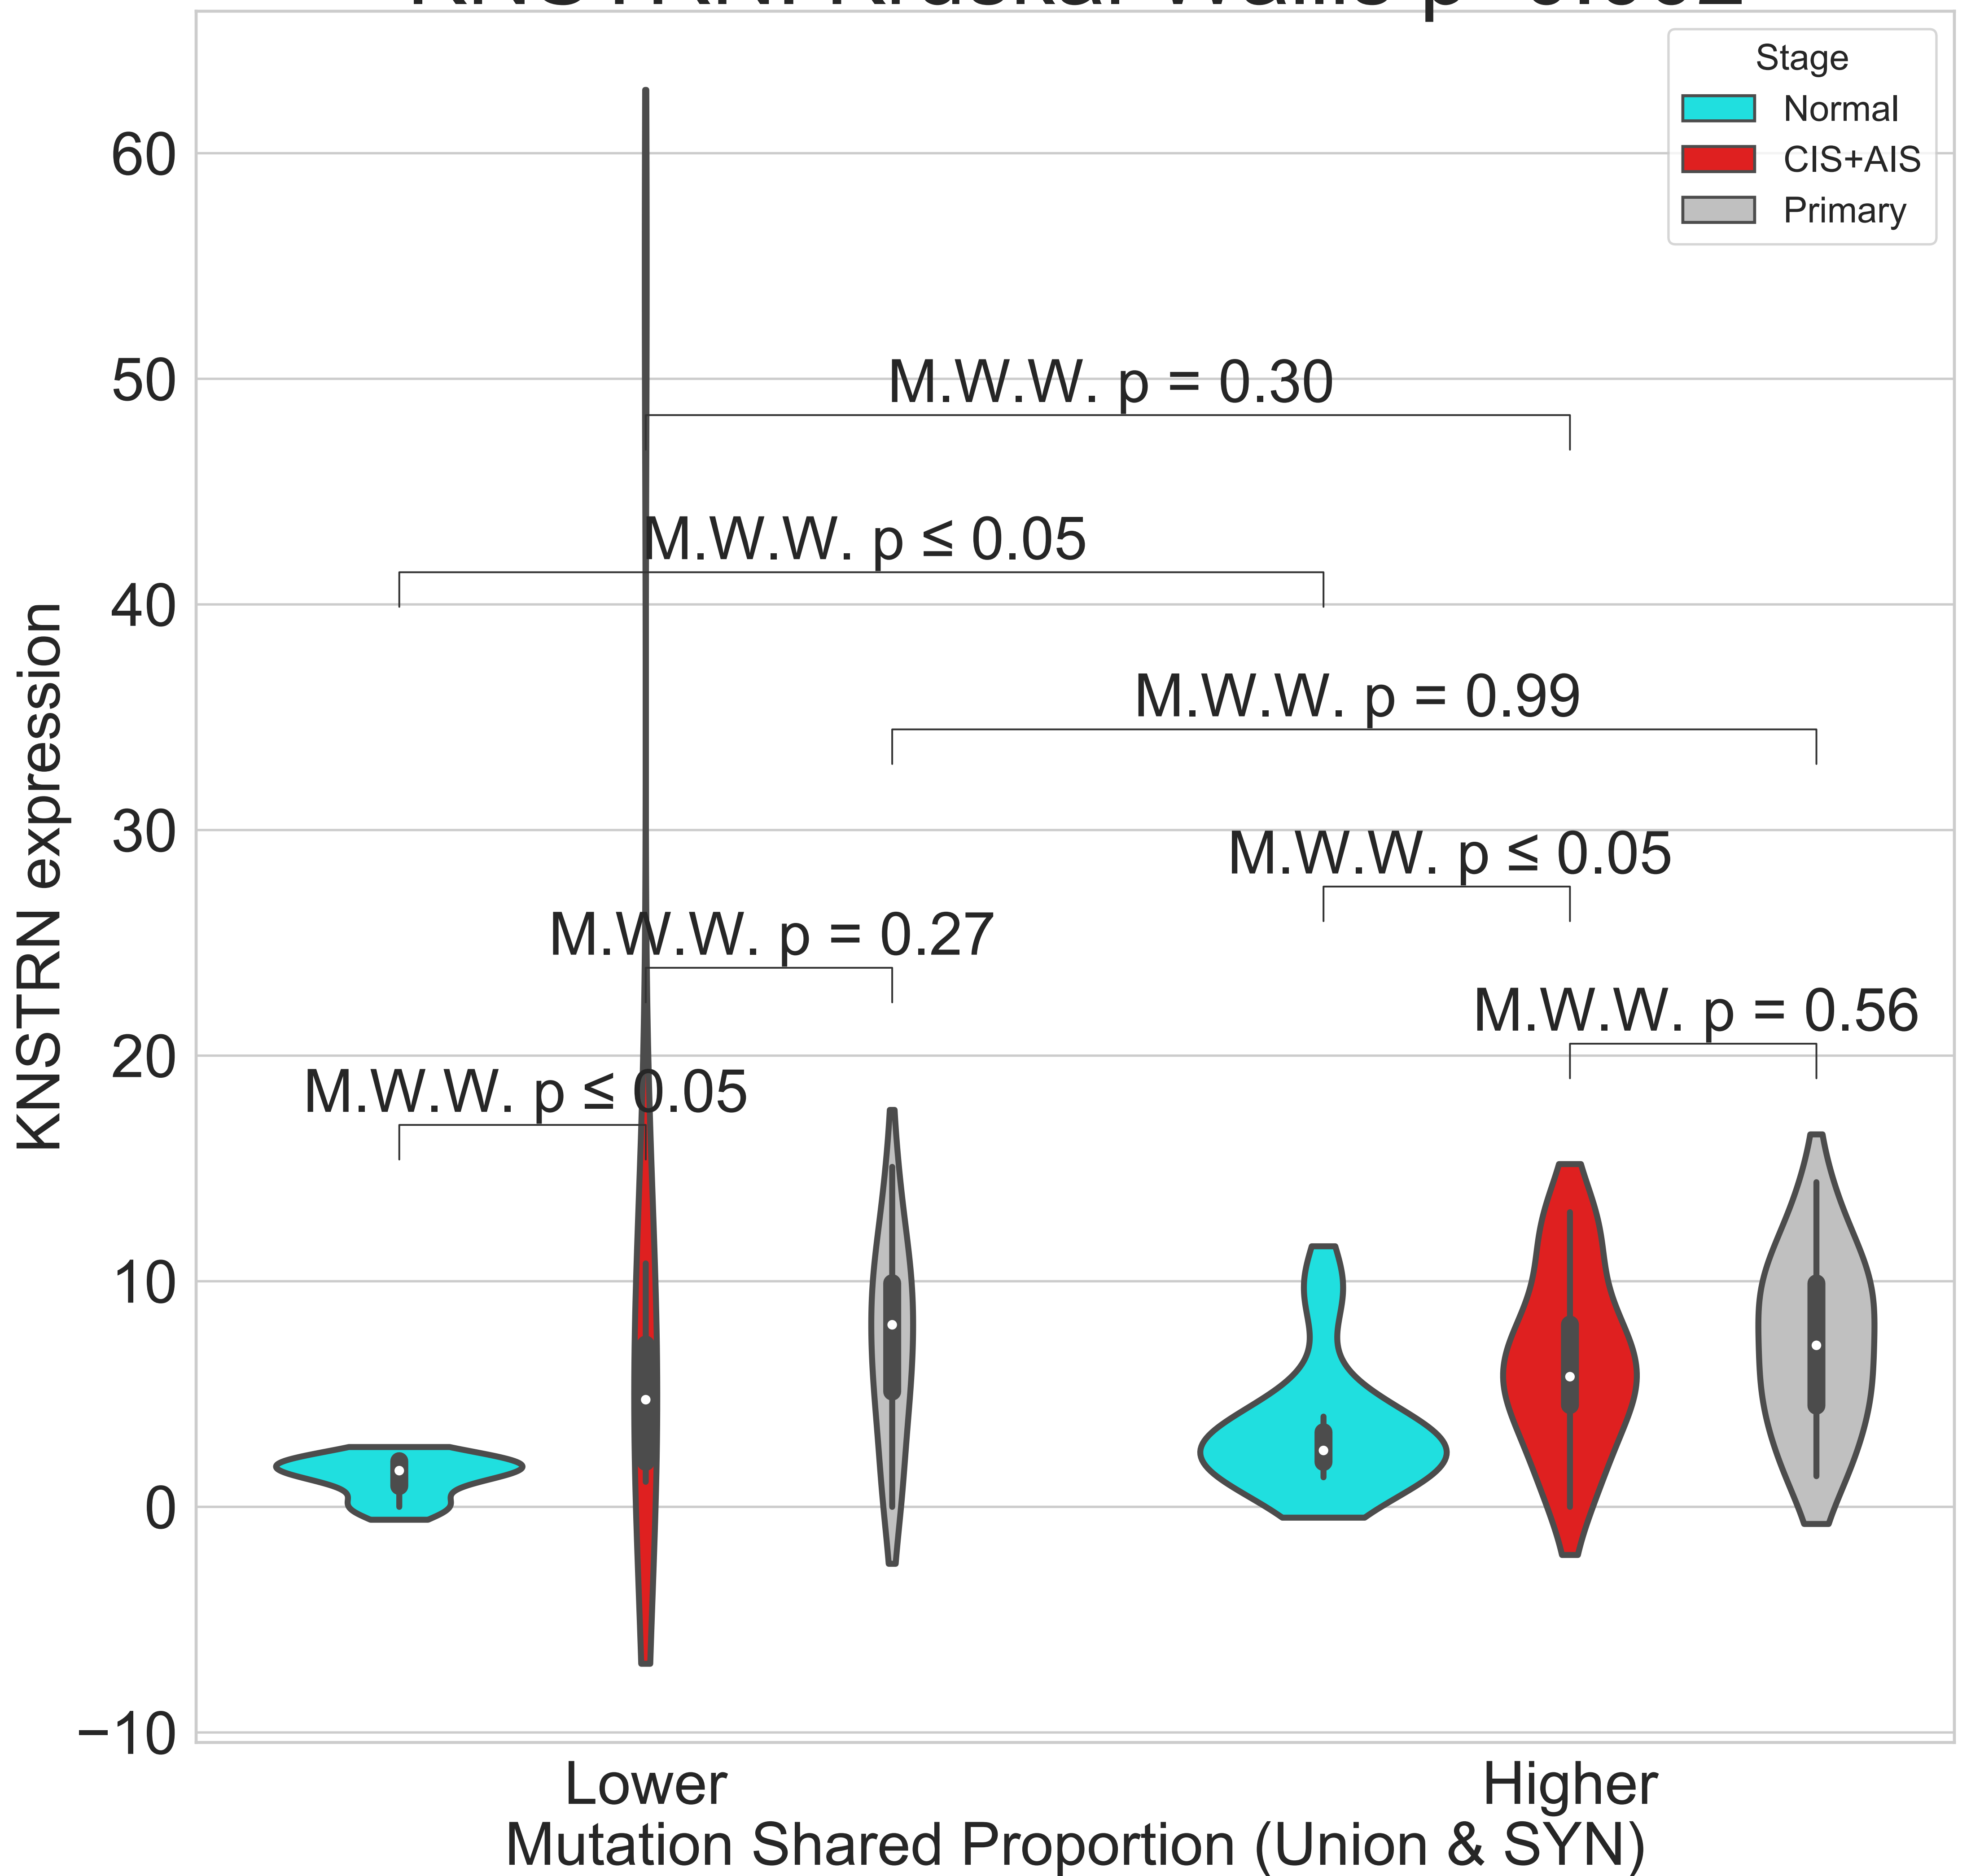 Stage
Normal
CIS+AIS
Primary
60
50
40
30
20
10
0
−10
KNSTRN expression
M.W.W. p = 0.30
M.W.W. p ≤ 0.05
M.W.W. p = 0.99
M.W.W. p ≤ 0.05
M.W.W. p = 0.27
M.W.W. p = 0.56
M.W.W. p ≤ 0.05
Lower
Higher
Mutation Shared Proportion (Union & SYN)